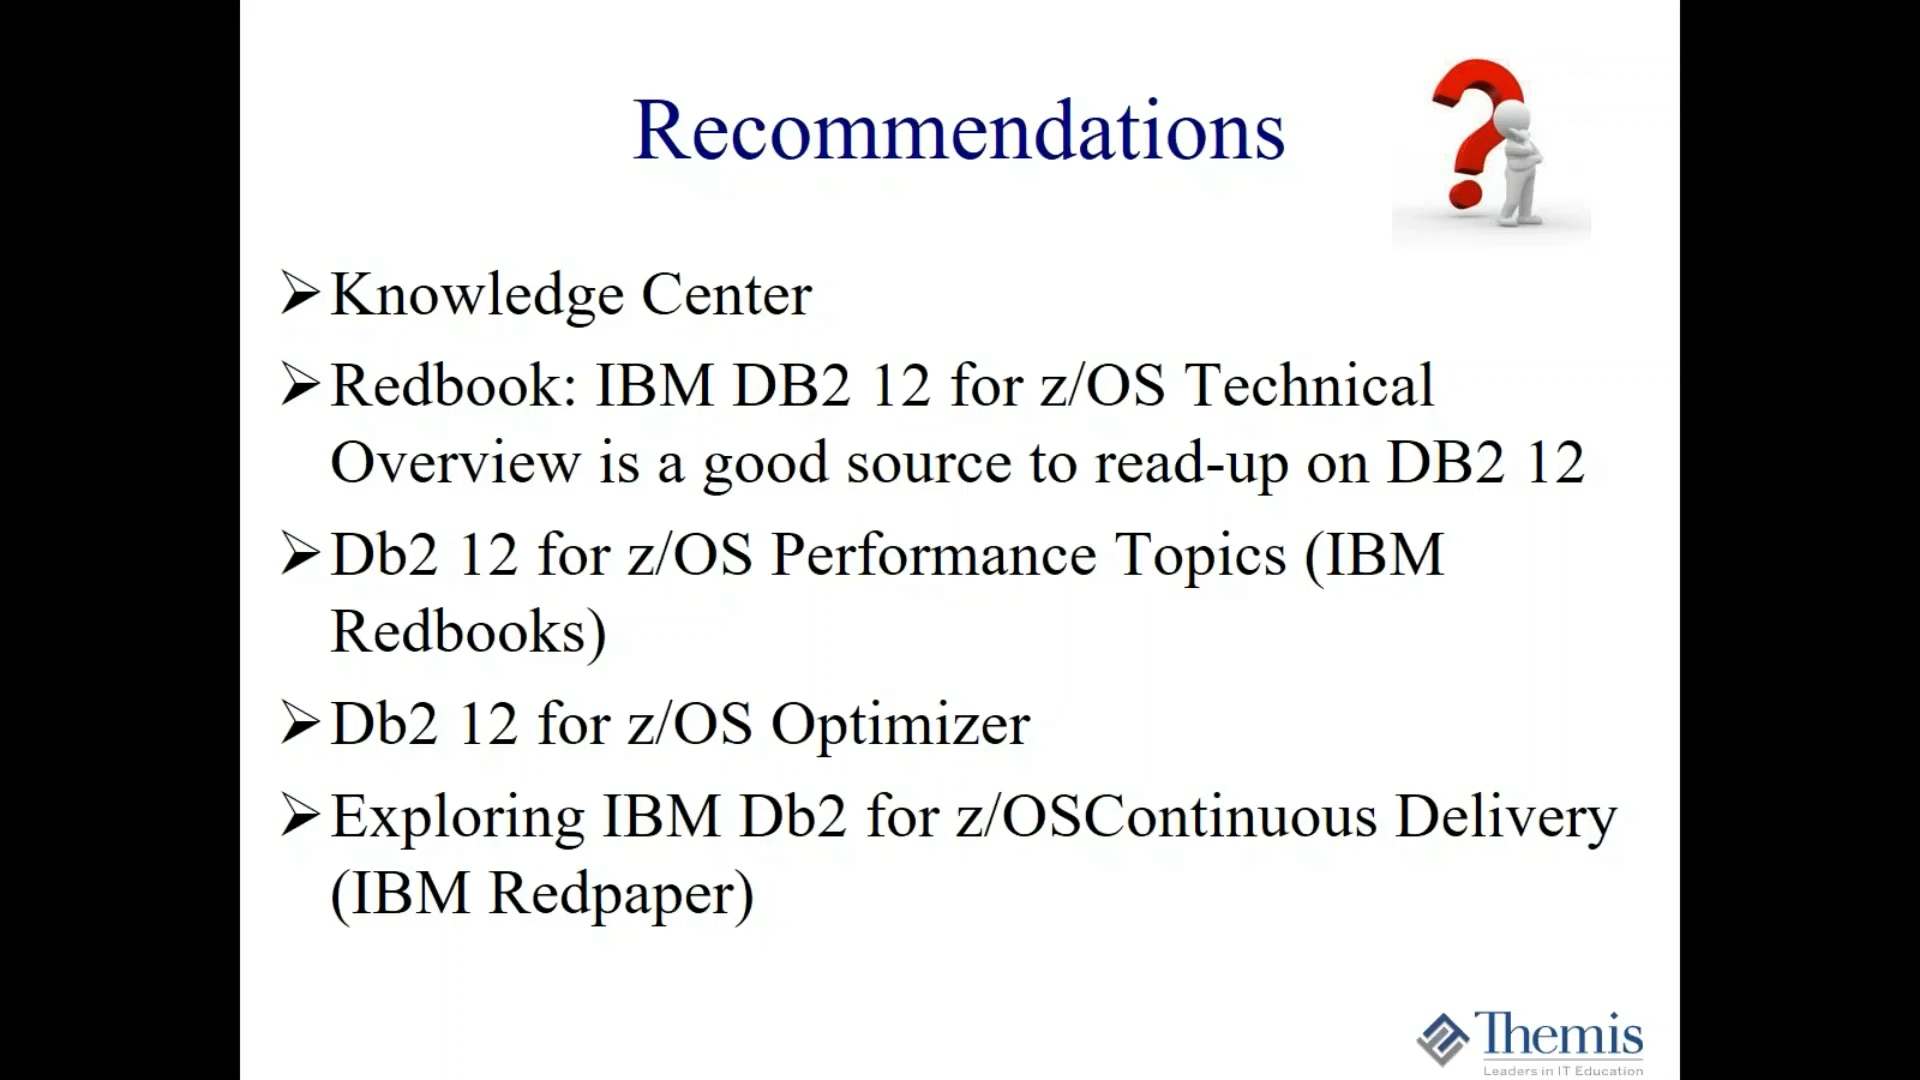 Recommendations
Knowledge Center
Redbook: IBM DB2 12 for z/OS Technical
Overview is a good source to read-up on DB2 12
Db2 12 for z/OS Performance Topics (IBM
Redbooks)
Db2 12 for z/OS Optimizer
Exploring IBM Db2 for z/OSContinuous Delivery
(IBM Redpaper)
Themis
Leaders in IT Education